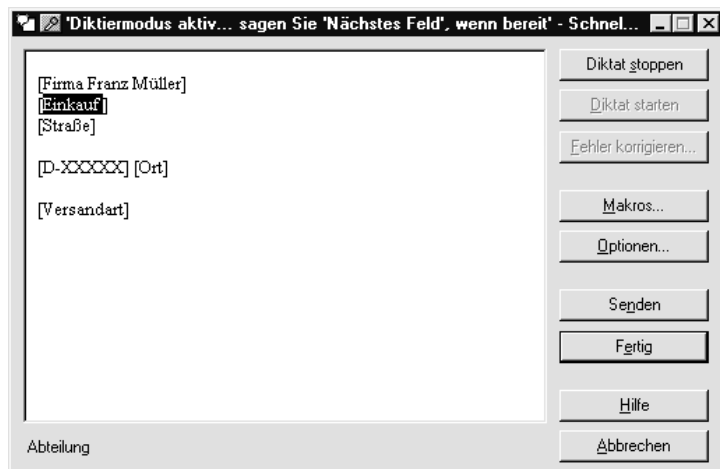 'Diktiermodus aktiv... sagen Sie 'Nächstes Feld', wenn bereit' - Schnel...
[Firma Franz Müller]
[Einkauf]
[Straße]
[D-XXXXX] [Ort]
[Versandart]
Abteilung
Diktat stoppen
Diktat starten
Fehler korrigieren...
Makros...
Optionen...
Senden
Fertig
Hilfe
Abbrechen